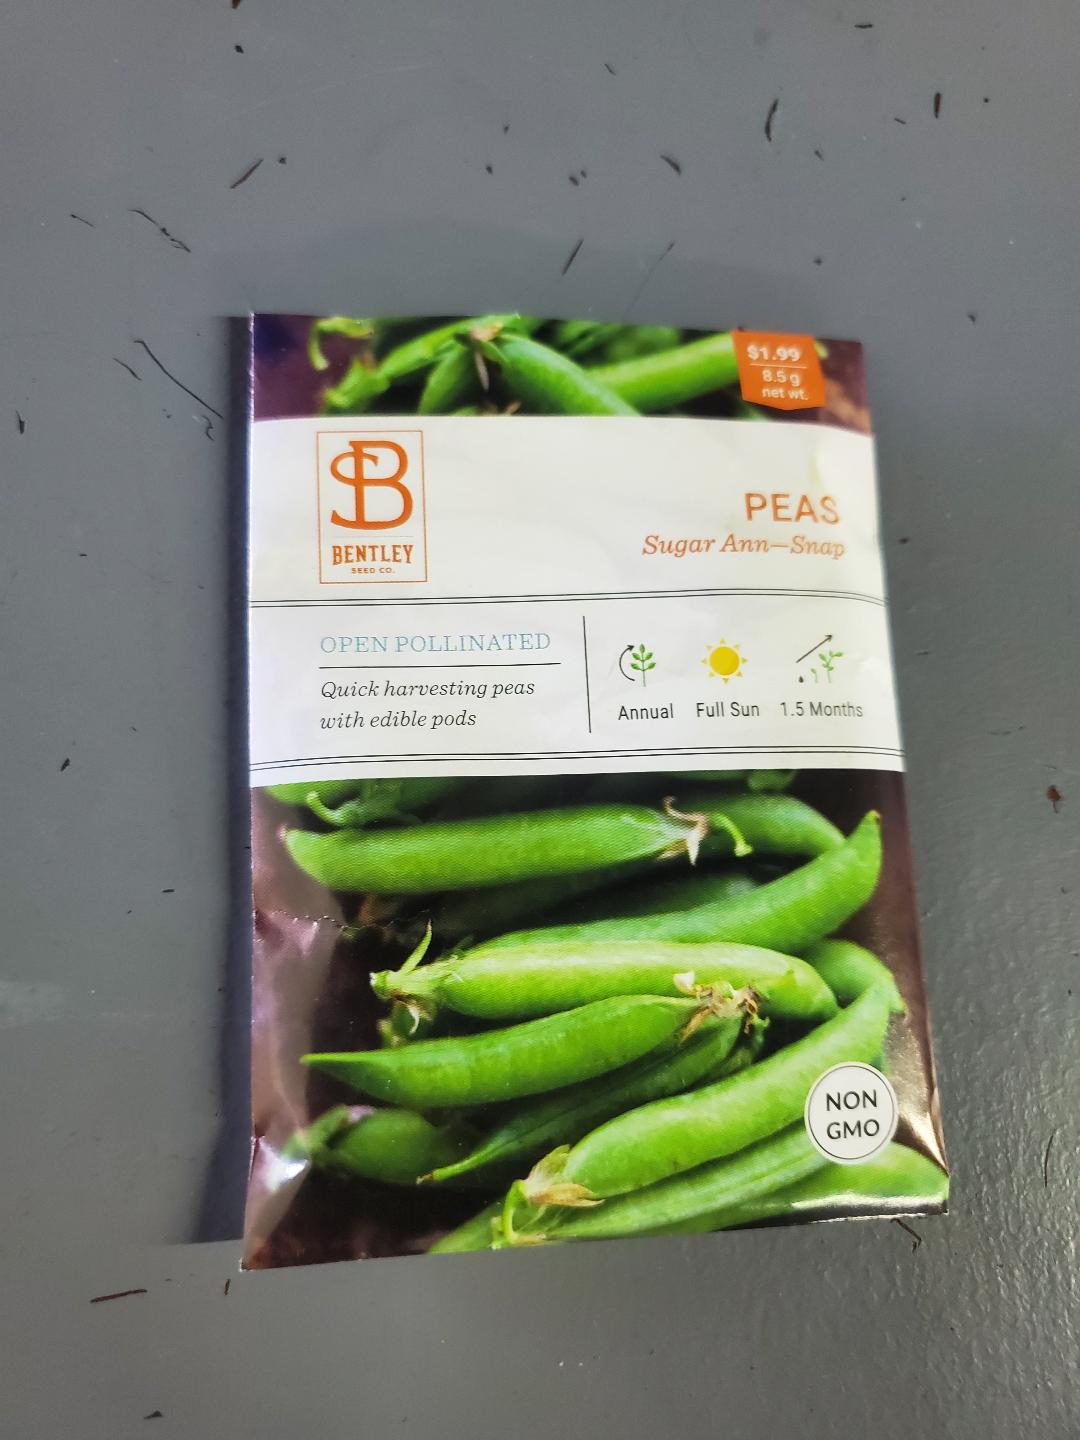 $1.99
8.5 g
net wt.
SB
BENTLEY
SEED CO.
PEAS
Sugar Ann—Snap
OPEN POLLINATED
Quick harvesting peas
with edible pods
Annual
Full Sun
1.5 Months
NON
GMO